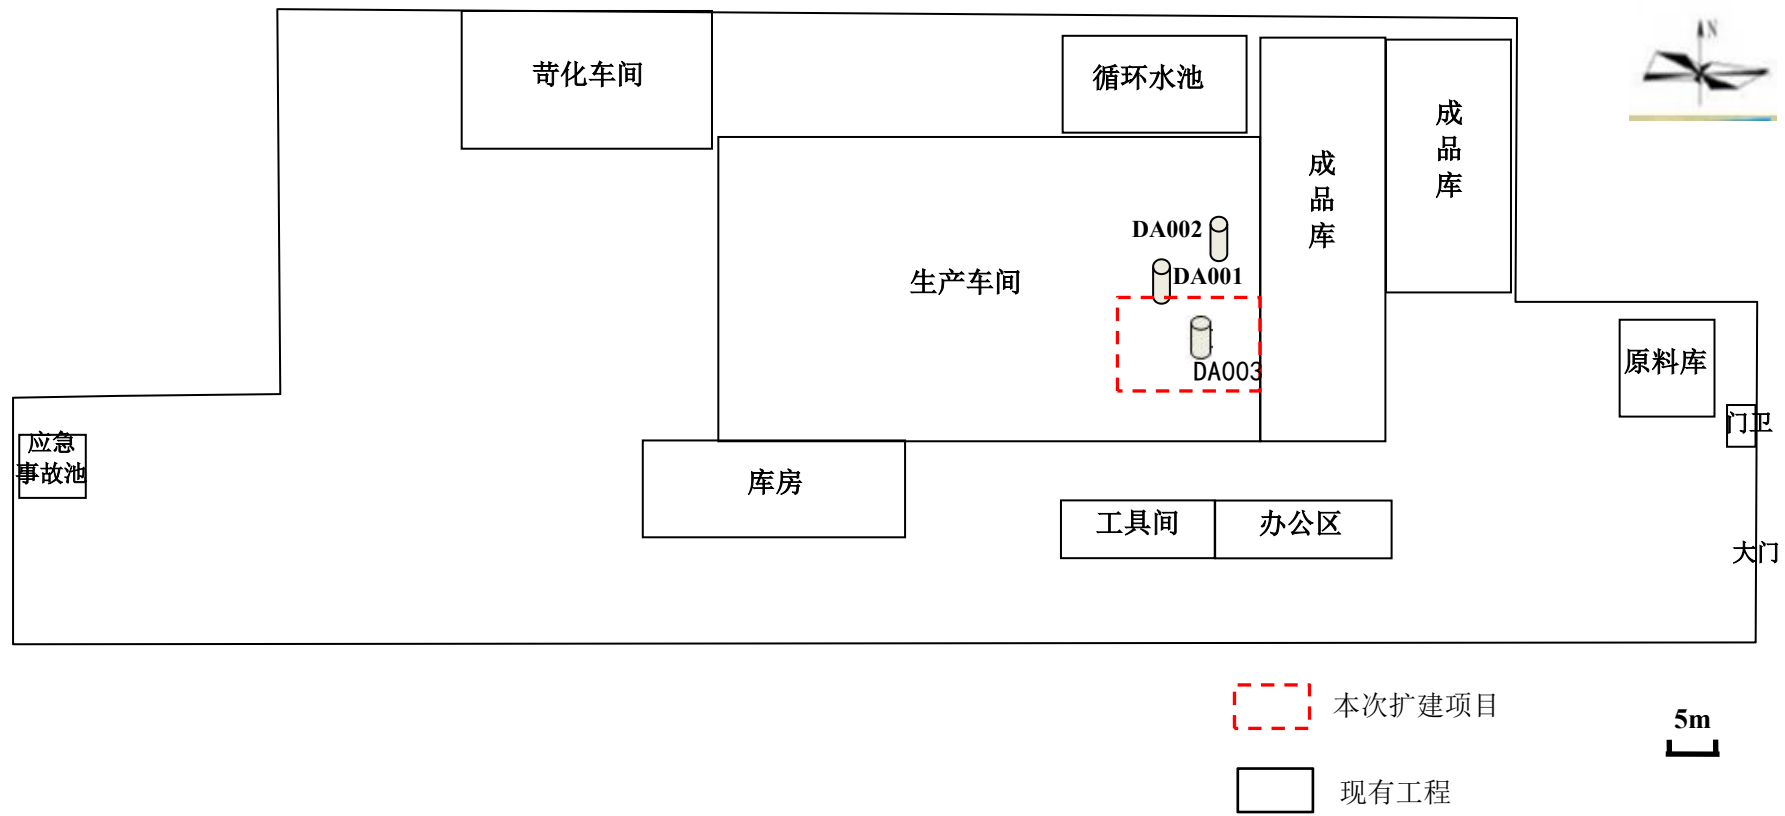 N
苛化车间
循环水池
成
品
库
成
品
库
DA002
DA001
生产车间
DA003
原料库
门卫
应急
事故池
库房
工具间
办公区
大门
本次扩建项目
5m
现有工程